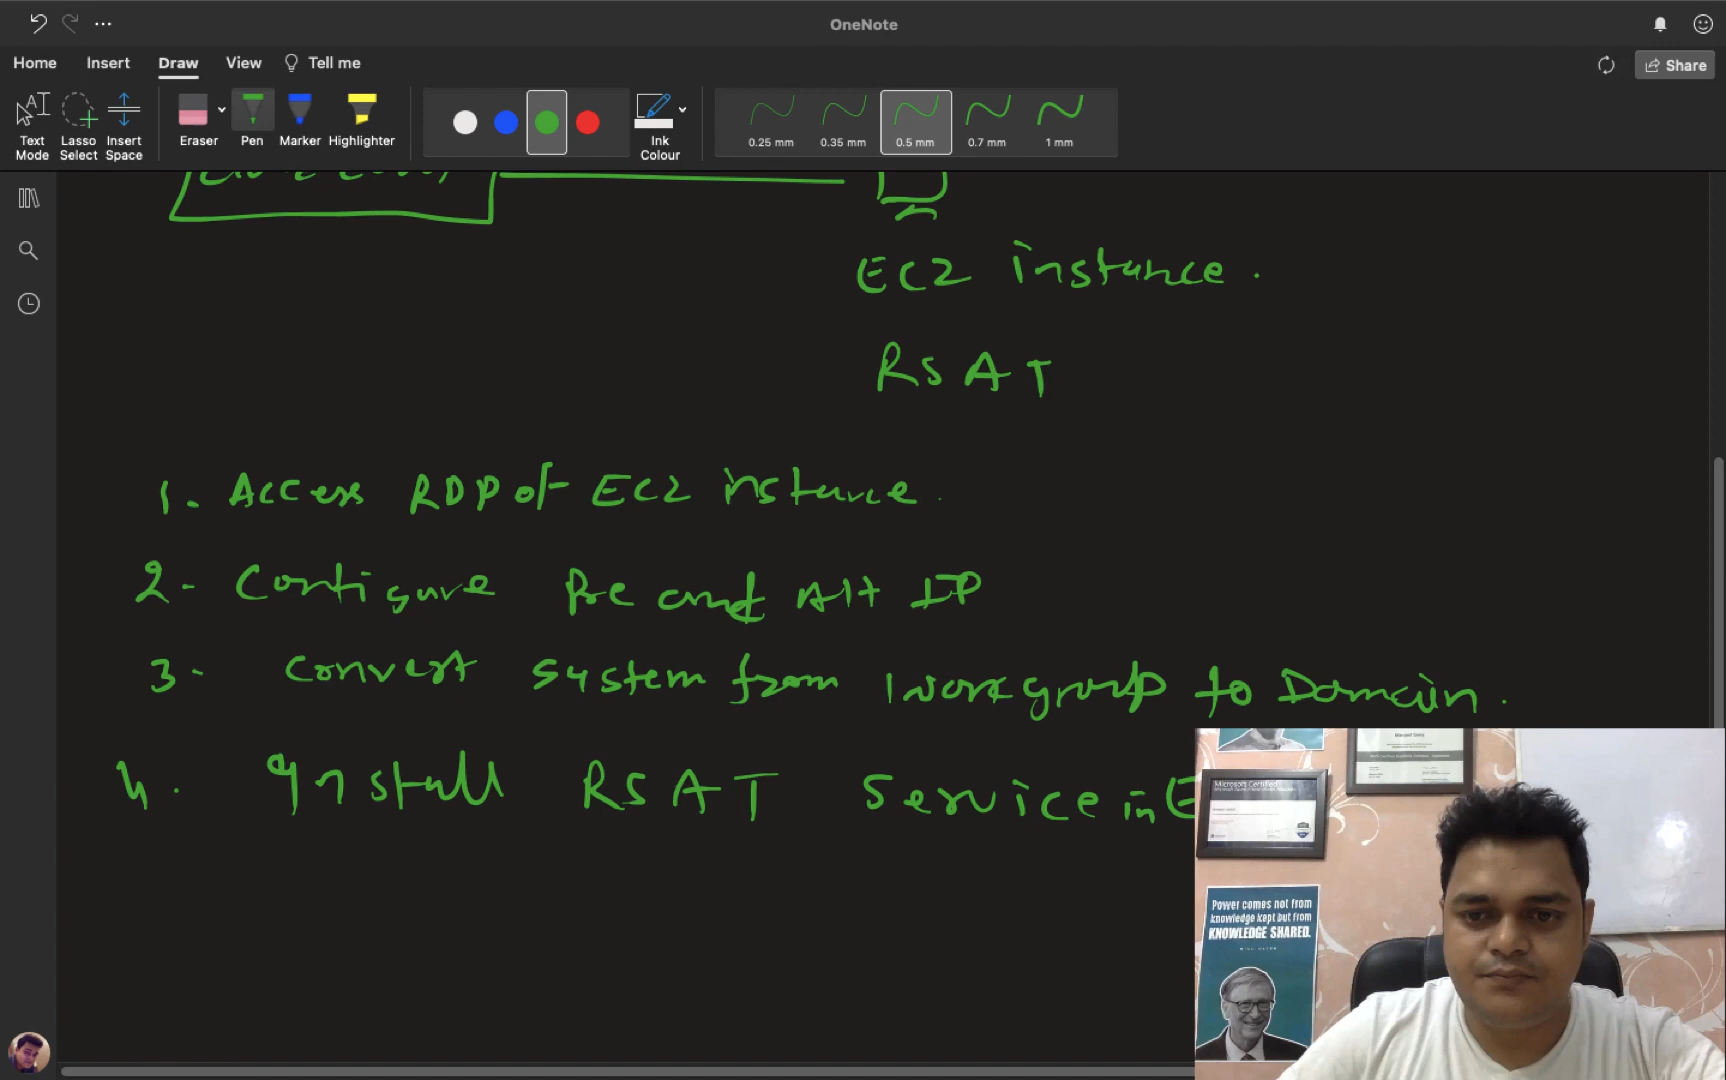 OneNote
Home Insert Draw View Tell me
Share
Text Mode
Lasso Select
Insert Space
Eraser
Pen
Marker
Highlighter
Ink Colour
0.25 mm
0.35 mm
0.5 mm
0.7 mm
1 mm
EC2 instance.
RSAT
1. Access RDP of EC2 instance.
2- Configure Pre and Alt IP
3- Convert system from workgroup to Domain.
4. Install RSAT Service in E
Microsoft Certified
Power comes not from
knowledge kept but from
KNOWLEDGE SHARED.